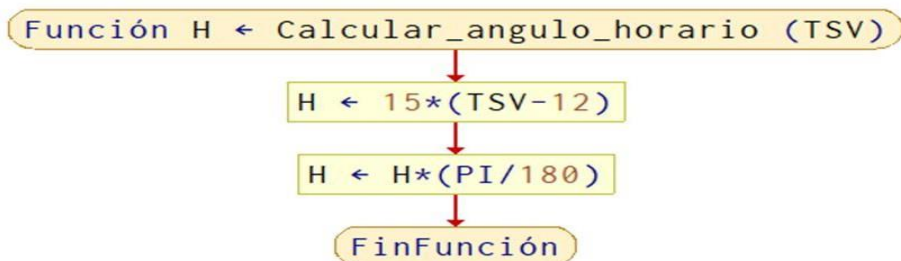 Función H ← Calcular_angulo_horario (TSV)
H ← 15*(TSV-12)
H ← H*(PI/180)
FinFunción